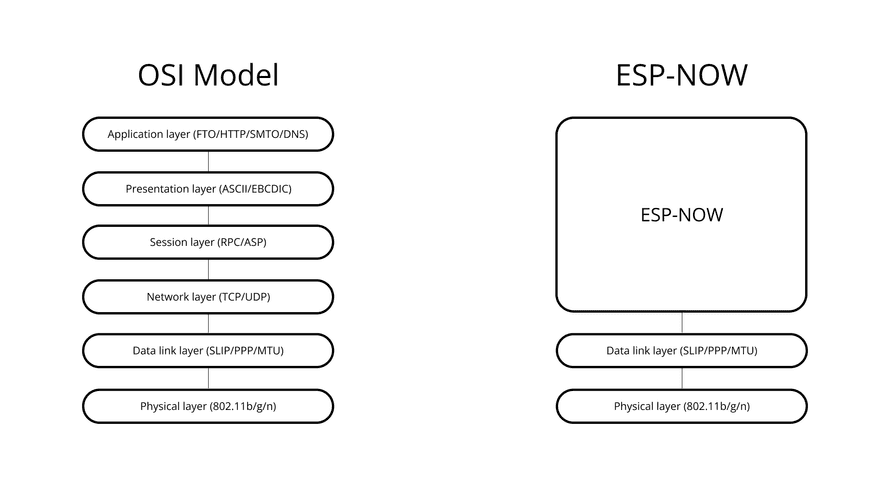 OSI Model
Application layer (FTO/HTTP/SMTO/DNS)
Presentation layer (ASCII/EBCDIC)
Session layer (RPC/ASP)
Network layer (TCP/UDP)
Data link layer (SLIP/PPP/MTU)
Physical layer (802.11b/g/n)
ESP-NOW
ESP-NOW
Data link layer (SLIP/PPP/MTU)
Physical layer (802.11b/g/n)